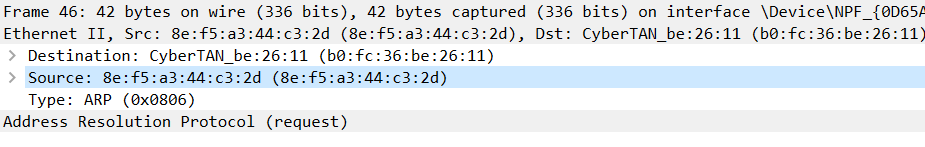 Frame 46: 42 bytes on wire (336 bits), 42 bytes captured (336 bits) on interface \Device\NPF_{0D65A
Ethernet II, Src: 8e:f5:a3:44:c3:2d (8e:f5:a3:44:c3:2d), Dst: CyberTAN_be:26:11 (b0:fc:36:be:26:11)
Destination: CyberTAN_be:26:11 (b0:fc:36:be:26:11)
Source: 8e:f5:a3:44:c3:2d (8e:f5:a3:44:c3:2d)
Type: ARP (0x0806)
Address Resolution Protocol (request)